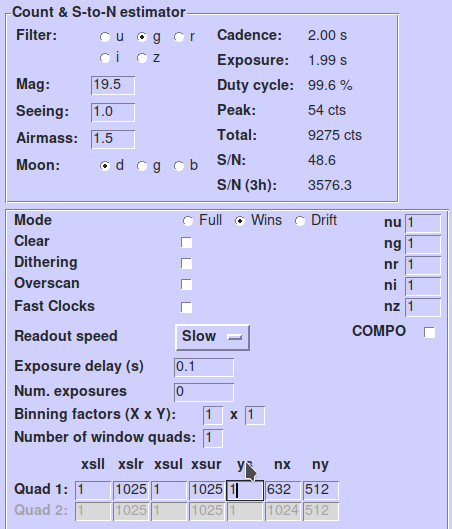 Count & S-to-N estimator
Filter: u g r Cadence: 2.00 s
i z Exposure: 1.99 s
Mag: 19.5 Duty cycle: 99.6 %
Seeing: 1.0 Peak: 54 cts
Airmass: 1.5 Total: 9275 cts
Moon: d g b S/N: 48.6
S/N (3h): 3576.3
Mode Full Wins Drift nu 1
Clear ng 1
Dithering nr 1
Overscan ni 1
Fast Clocks nz 1
Readout speed Slow COMPO
Exposure delay (s) 0.1
Num. exposures 0
Binning factors (X x Y): 1 x 1
Number of window quads: 1
xsll xslr xsul xsur nx ny
Quad 1: 1 1025 1 1025 1 632 512
Quad 2: 1 1025 1 1025 1 1024 512